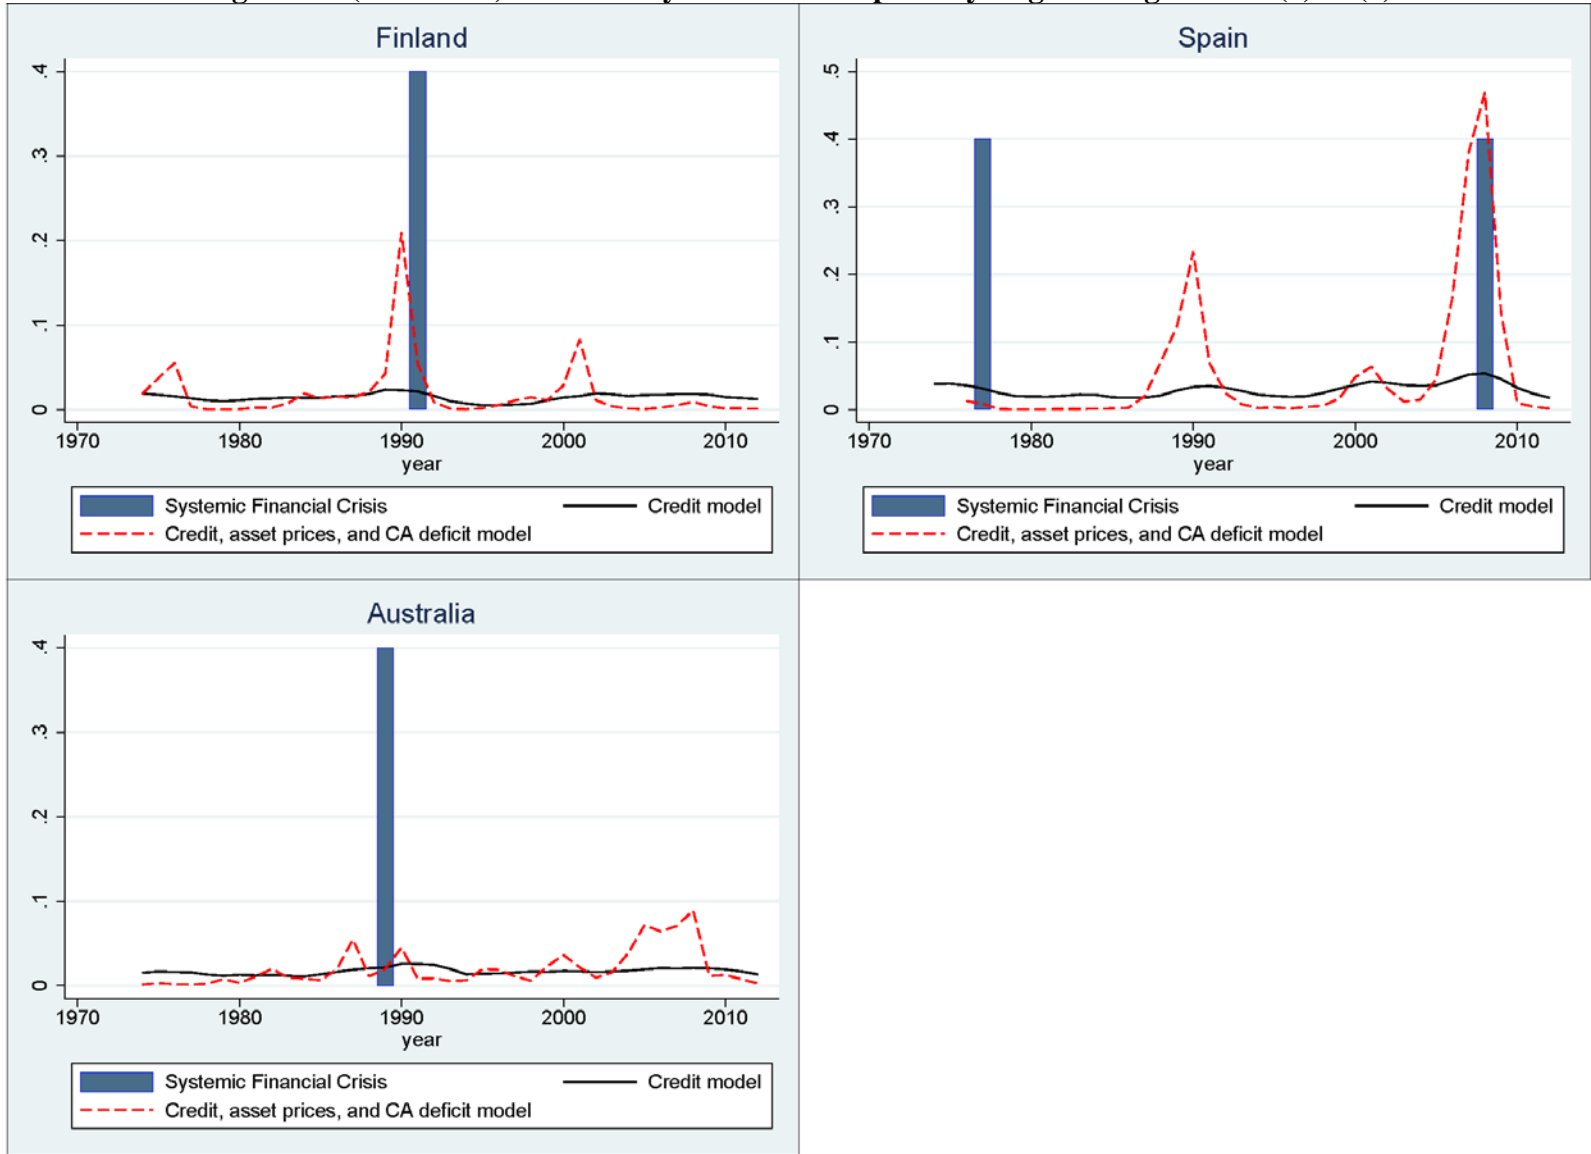 Finland
.4
.3
.2
.1
0
1970 1980 1990 2000 2010
year
Systemic Financial Crisis Credit model
Credit, asset prices, and CA deficit model
Spain
.5
.4
.3
.2
.1
0
1970 1980 1990 2000 2010
year
Systemic Financial Crisis Credit model
Credit, asset prices, and CA deficit model
Australia
.4
.3
.2
.1
0
1970 1980 1990 2000 2010
year
Systemic Financial Crisis Credit model
Credit, asset prices, and CA deficit model